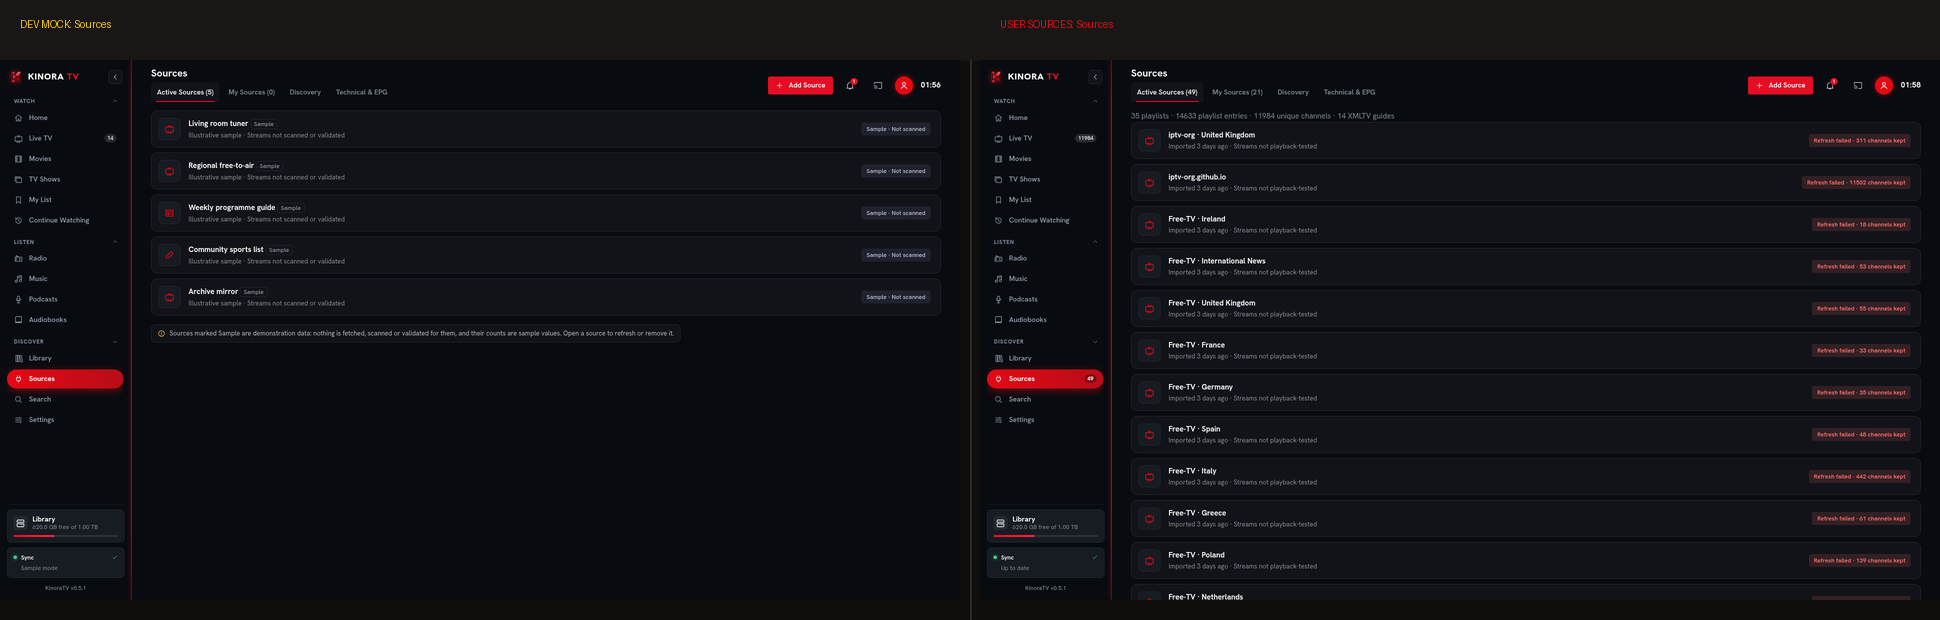 DEV MOCK: Sources
USER SOURCES: Sources
KINORA TV
WATCH
Home
Live TV 14
Movies
TV Shows
My List
Continue Watching
LISTEN
Radio
Music
Podcasts
Audiobooks
DISCOVER
Library
Sources
Search
Settings
Library
620.0 GB free of 1.00 TB
Sync
Sample mode
KinoraTV v0.5.1
Sources
Active Sources (5) My Sources (0) Discovery Technical & EPG
+ Add Source 1 01:56
Living room tuner Sample
Illustrative sample · Streams not scanned or validated
Sample · Not scanned
Regional free-to-air Sample
Illustrative sample · Streams not scanned or validated
Sample · Not scanned
Weekly programme guide Sample
Illustrative sample · Streams not scanned or validated
Sample · Not scanned
Community sports list Sample
Illustrative sample · Streams not scanned or validated
Sample · Not scanned
Archive mirror Sample
Illustrative sample · Streams not scanned or validated
Sample · Not scanned
Sources marked Sample are demonstration data: nothing is fetched, scanned or validated for them, and their counts are sample values. Open a source to refresh or remove it.
KINORA TV
WATCH
Home
Live TV 11984
Movies
TV Shows
My List
Continue Watching
LISTEN
Radio
Music
Podcasts
Audiobooks
DISCOVER
Library
Sources 49
Search
Settings
Library
620.0 GB free of 1.00 TB
Sync
Up to date
KinoraTV v0.5.1
Sources
Active Sources (49) My Sources (21) Discovery Technical & EPG
+ Add Source 1 01:58
35 playlists · 14633 playlist entries · 11984 unique channels · 14 XMLTV guides
iptv-org · United Kingdom
Imported 3 days ago · Streams not playback-tested
Refresh failed · 311 channels kept
iptv-org.github.io
Imported 3 days ago · Streams not playback-tested
Refresh failed · 11502 channels kept
Free-TV · Ireland
Imported 3 days ago · Streams not playback-tested
Refresh failed · 18 channels kept
Free-TV · International News
Imported 3 days ago · Streams not playback-tested
Refresh failed · 53 channels kept
Free-TV · United Kingdom
Imported 3 days ago · Streams not playback-tested
Refresh failed · 55 channels kept
Free-TV · France
Imported 3 days ago · Streams not playback-tested
Refresh failed · 33 channels kept
Free-TV · Germany
Imported 3 days ago · Streams not playback-tested
Refresh failed · 35 channels kept
Free-TV · Spain
Imported 3 days ago · Streams not playback-tested
Refresh failed · 48 channels kept
Free-TV · Italy
Imported 3 days ago · Streams not playback-tested
Refresh failed · 442 channels kept
Free-TV · Greece
Imported 3 days ago · Streams not playback-tested
Refresh failed · 61 channels kept
Free-TV · Poland
Imported 3 days ago · Streams not playback-tested
Refresh failed · 139 channels kept
Free-TV · Netherlands